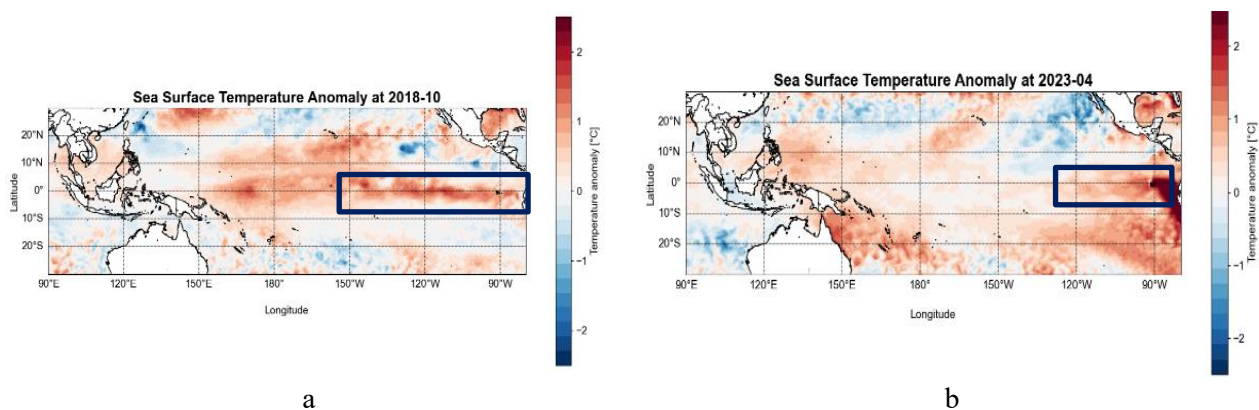 Sea Surface Temperature Anomaly at 2018-10
20°N
10°N
0°
10°S
20°S
Latitude
90°E
120°E
150°E
180°
150°W
120°W
90°W
Longitude
2
1
0
−1
−2
Temperature anomaly [°C]
a
Sea Surface Temperature Anomaly at 2023-04
20°N
10°N
0°
10°S
20°S
Latitude
90°E
120°E
150°E
180°
150°W
120°W
90°W
Longitude
2
1
0
−1
−2
Temperature anomaly [°C]
b